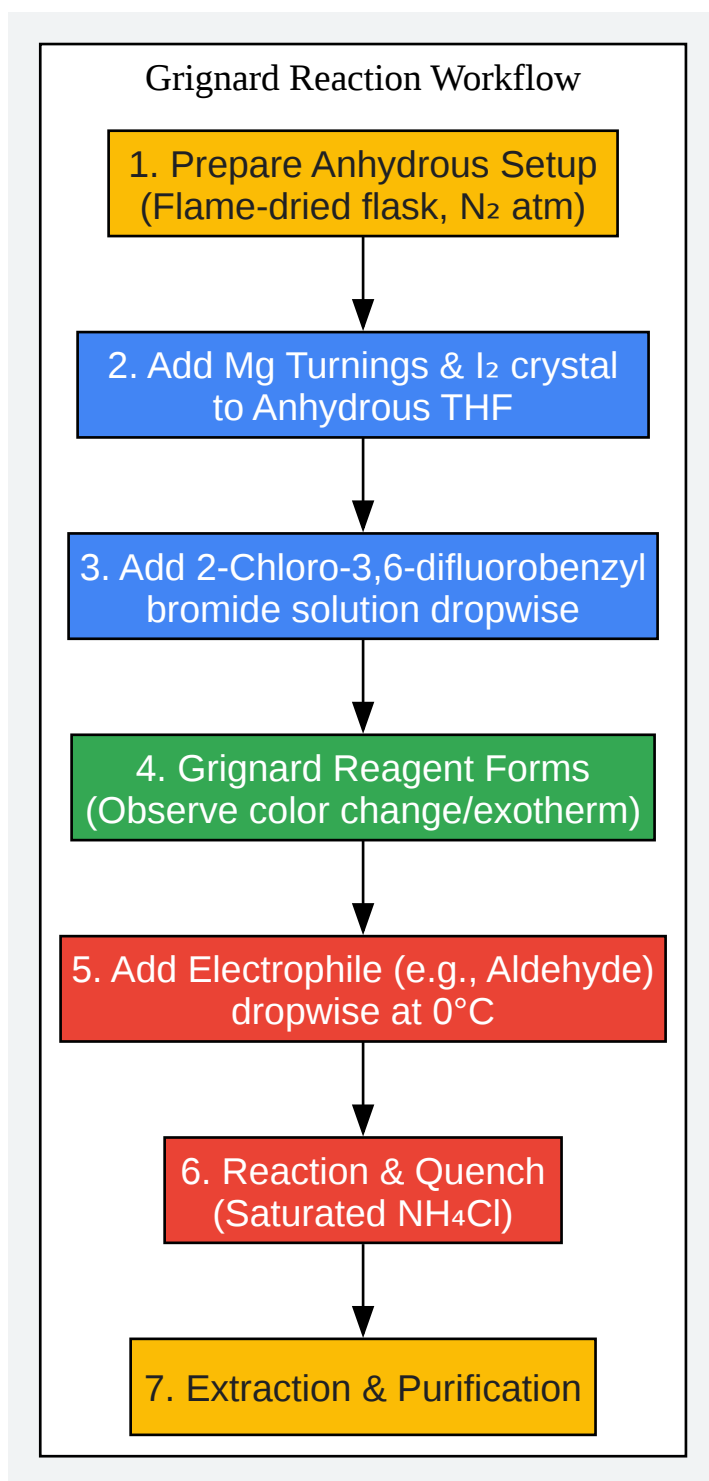 Grignard Reaction Workflow
1. Prepare Anhydrous Setup
(Flame-dried flask, N₂ atm)
2. Add Mg Turnings & I₂ crystal
to Anhydrous THF
3. Add 2-Chloro-3,6-difluorobenzyl
bromide solution dropwise
4. Grignard Reagent Forms
(Observe color change/exotherm)
5. Add Electrophile (e.g., Aldehyde)
dropwise at 0°C
6. Reaction & Quench
(Saturated NH₄Cl)
7. Extraction & Purification